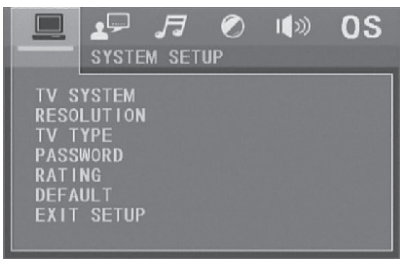 OS
SYSTEM SETUP
TV SYSTEM
RESOLUTION
TV TYPE
PASSWORD
RATING
DEFAULT
EXIT SETUP